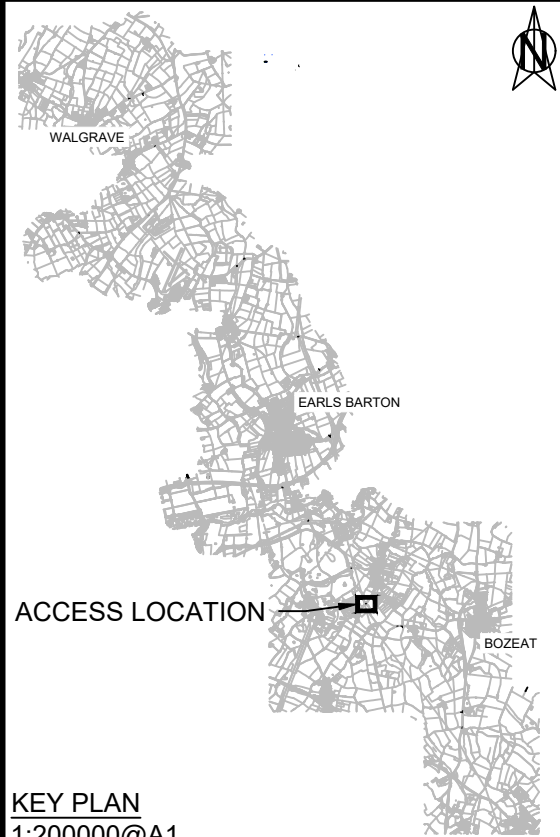 N
WALGRAVE
EARLS BARTON
ACCESS LOCATION
BOZEAT
KEY PLAN
1:200000@A1